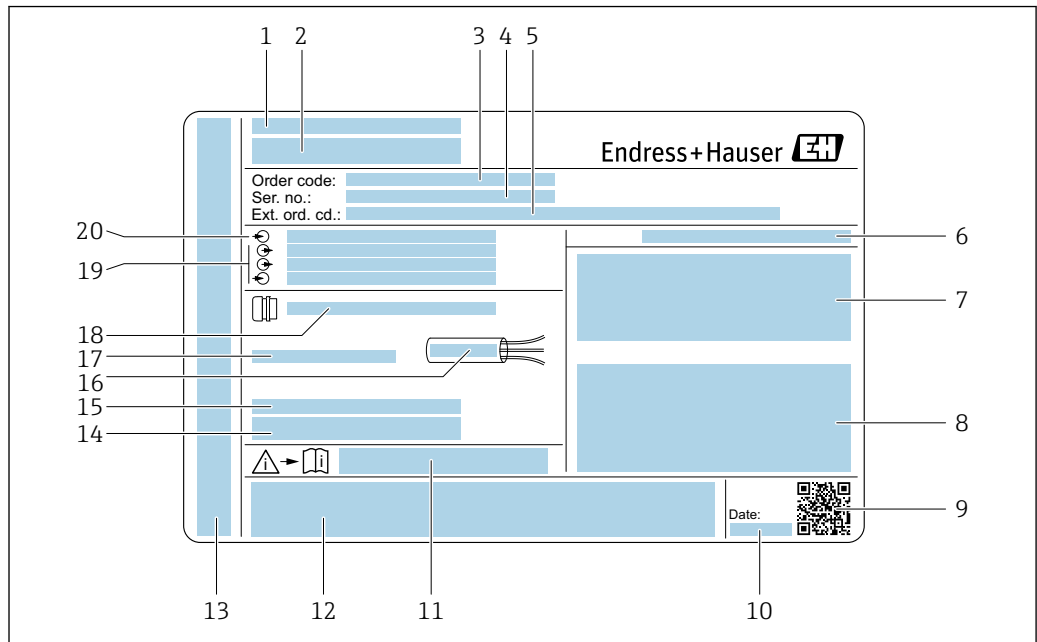 1 2 3 4 5
Endress+Hauser EH
Order code:
Ser. no.:
Ext. ord. cd.:
20
6
19
7
18
17
16
15
8
14
i i
Date:
9
13 12 11 10